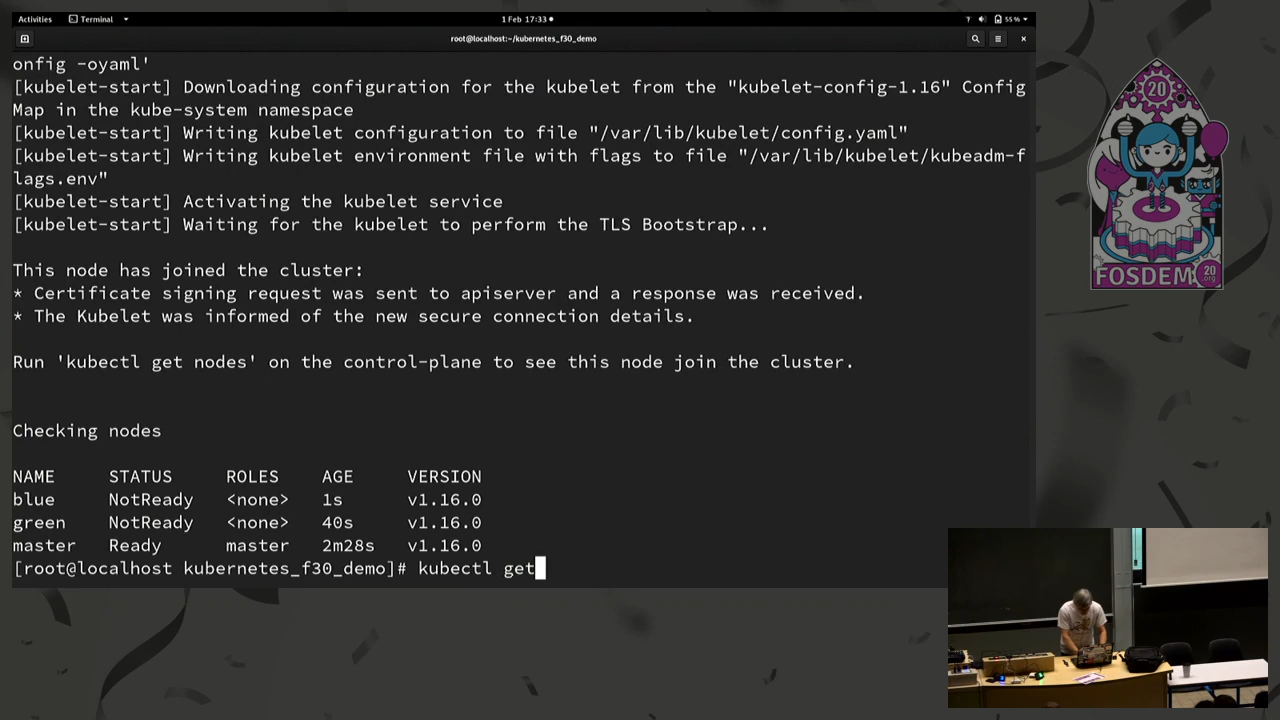 Activities Terminal 1 Feb 17:33 55 %
root@localhost:~/kubernetes_f30_demo
onfig -oyaml'
[kubelet-start] Downloading configuration for the kubelet from the "kubelet-config-1.16" Config
Map in the kube-system namespace
[kubelet-start] Writing kubelet configuration to file "/var/lib/kubelet/config.yaml"
[kubelet-start] Writing kubelet environment file with flags to file "/var/lib/kubelet/kubeadm-f
lags.env"
[kubelet-start] Activating the kubelet service
[kubelet-start] Waiting for the kubelet to perform the TLS Bootstrap...
This node has joined the cluster:
* Certificate signing request was sent to apiserver and a response was received.
* The Kubelet was informed of the new secure connection details.
Run 'kubectl get nodes' on the control-plane to see this node join the cluster.
Checking nodes
NAME STATUS ROLES AGE VERSION
blue NotReady <none> 1s v1.16.0
green NotReady <none> 40s v1.16.0
master Ready master 2m28s v1.16.0
[root@localhost kubernetes_f30_demo]# kubectl get
20
FOSDEM
20
.org